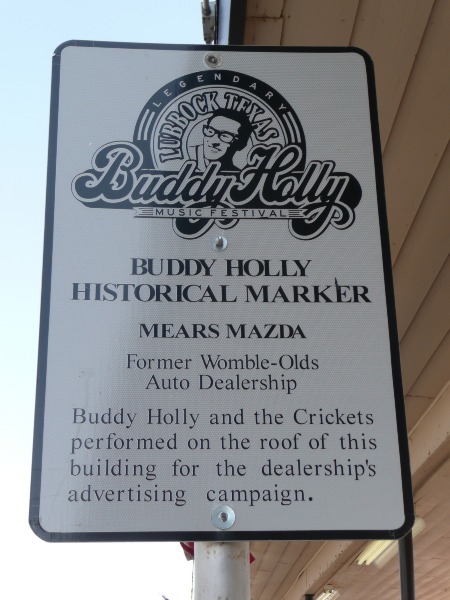 LEGENDARY
LUBBOCK TEXAS
Buddy Holly
MUSIC FESTIVAL
BUDDY HOLLY
HISTORICAL MARKER
MEARS MAZDA
Former Womble-Olds
Auto Dealership
Buddy Holly and the Crickets
performed on the roof of this
building for the dealership's
advertising campaign.